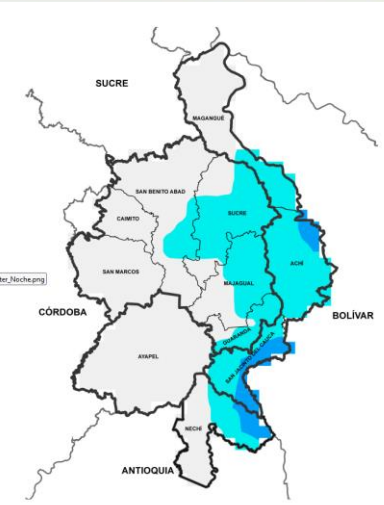 SUCRE
MAGANGUÉ
SAN BENITO ABAD
CAIMITO
SUCRE
SAN MARCOS
ACHÍ
ter_Noche.png
MAJAGUAL
CÓRDOBA
BOLÍVAR
GUARANDA
AYAPEL
SAN JACINTO DEL CAUCA
NECHÍ
ANTIOQUIA